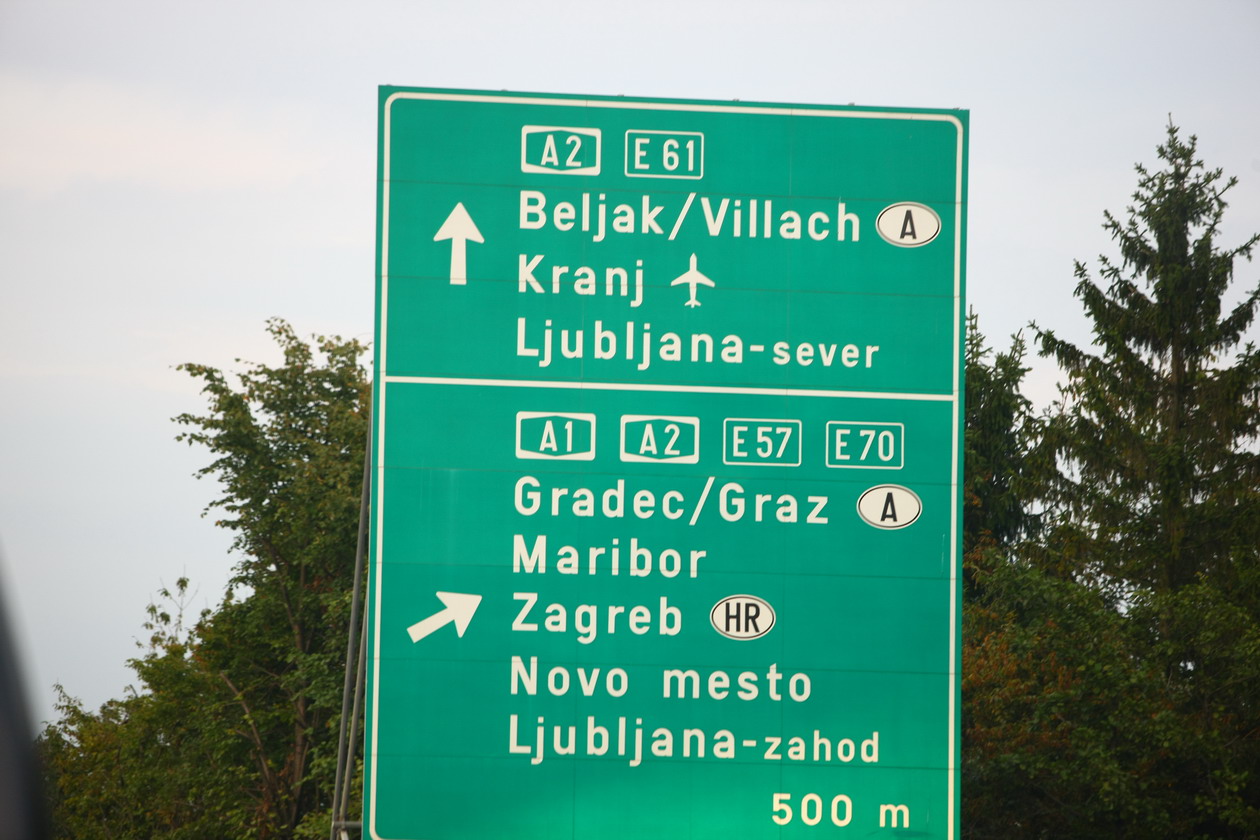 A2 E 61
Beljak/Villach A
Kranj
Ljubljana-sever
A1 A2 E 57 E 70
Gradec/Graz A
Maribor
Zagreb HR
Novo mesto
Ljubljana-zahod
500 m